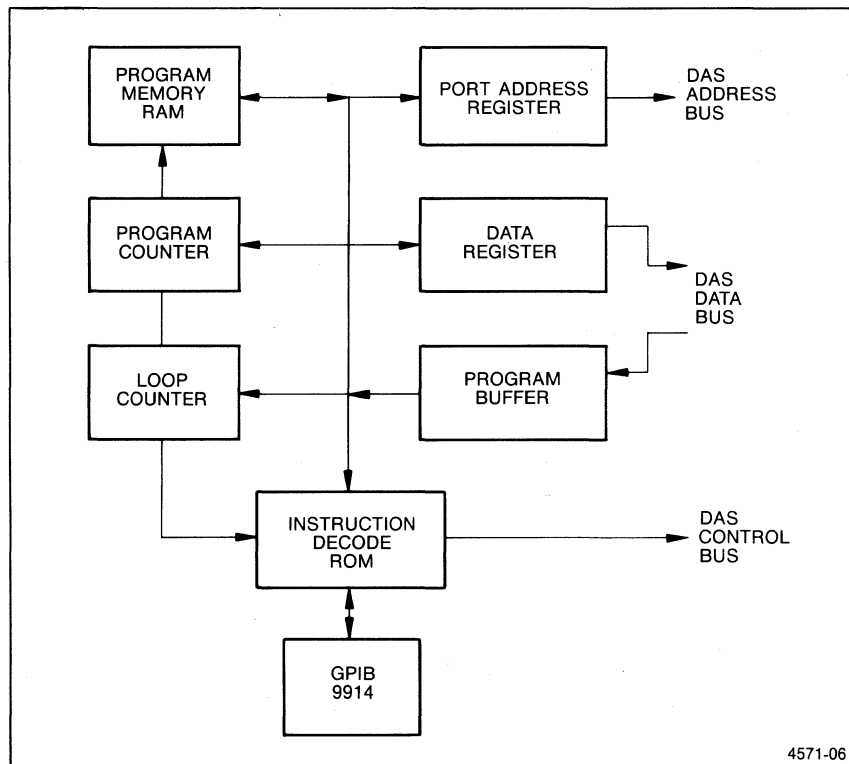 PROGRAM
MEMORY
RAM
PORT ADDRESS
REGISTER
DAS
ADDRESS
BUS
PROGRAM
COUNTER
DATA
REGISTER
DAS
DATA
BUS
LOOP
COUNTER
PROGRAM
BUFFER
INSTRUCTION
DECODE
ROM
DAS
CONTROL
BUS
GPIB
9914
4571-06